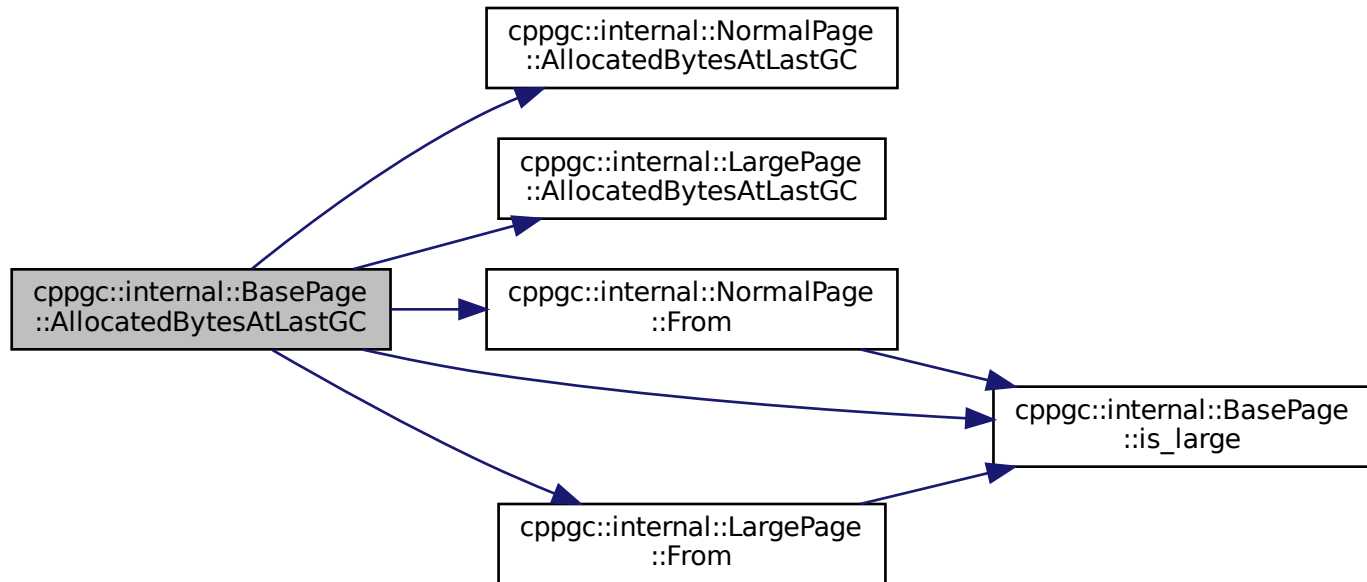 cppgc::internal::NormalPage
::AllocatedBytesAtLastGC
cppgc::internal::LargePage
::AllocatedBytesAtLastGC
cppgc::internal::BasePage
::AllocatedBytesAtLastGC
cppgc::internal::NormalPage
::From
cppgc::internal::BasePage
::is_large
cppgc::internal::LargePage
::From